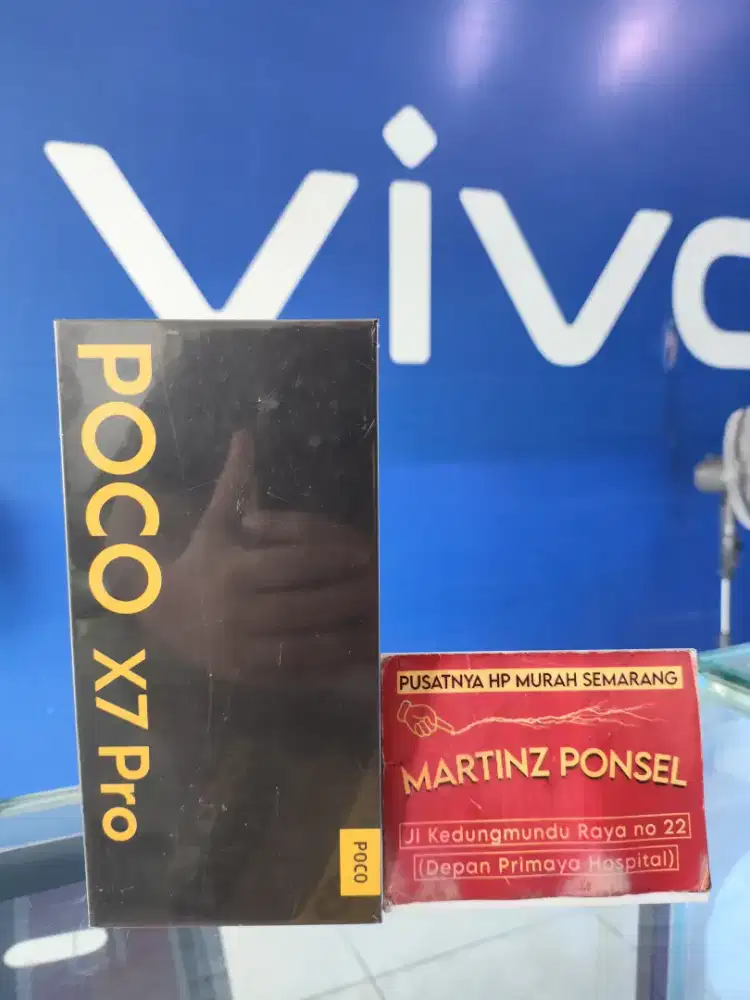 vivo
POCO X7 Pro
POCO
PUSATNYA HP MURAH SEMARANG
MARTINZ PONSEL
Jl Kedungmundu Raya no 22
(Depan Primaya Hospital)